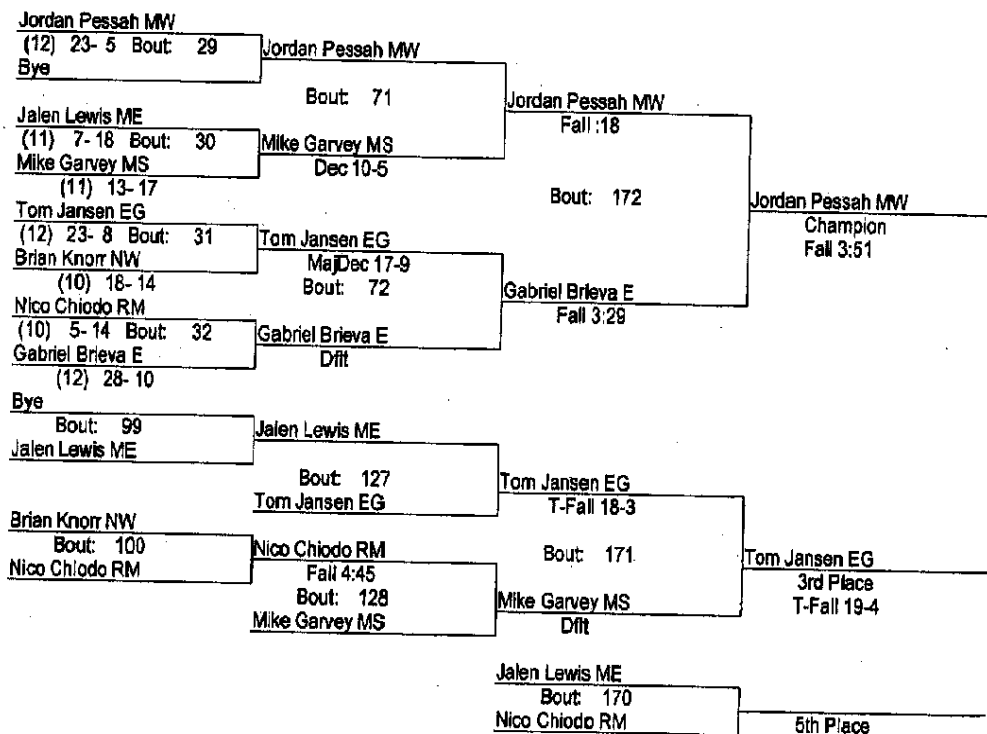 Jordan Pessah MW
(12) 23- 5 Bout: 29
Bye
Jordan Pessah MW
Bout: 71
Jalen Lewis ME
(11) 7- 18 Bout: 30
Mike Garvey MS
(11) 13- 17
Mike Garvey MS
Dec 10-5
Jordan Pessah MW
Fall :18
Bout: 172
Tom Jansen EG
(12) 23- 8 Bout: 31
Brian Knorr NW
(10) 18- 14
Tom Jansen EG
MajDec 17-9
Bout: 72
Nico Chiodo RM
(10) 5- 14 Bout: 32
Gabriel Brieva E
(12) 28- 10
Gabriel Brieva E
Dflt
Gabriel Brieva E
Fall 3:29
Jordan Pessah MW
Champion
Fall 3:51
Bye
Bout: 99
Jalen Lewis ME
Jalen Lewis ME
Bout: 127
Tom Jansen EG
Tom Jansen EG
T-Fall 18-3
Bout: 171
Brian Knorr NW
Bout: 100
Nico Chiodo RM
Nico Chiodo RM
Fall 4:45
Bout: 128
Mike Garvey MS
Mike Garvey MS
Dflt
Tom Jansen EG
3rd Place
T-Fall 19-4
Jalen Lewis ME
Bout: 170
Nico Chiodo RM
5th Place